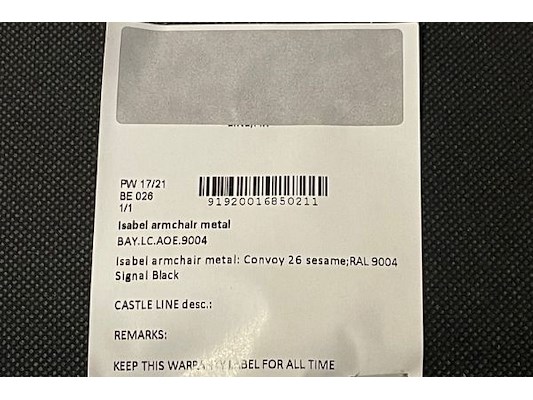 PW 17/21
BE 026
1/1
91920016850211
Isabel armchair metal
BAY.LC.AOE.9004
Isabel armchair metal: Convoy 26 sesame;RAL 9004
Signal Black
CASTLE LINE desc.:
REMARKS:
KEEP THIS WARRANTY LABEL FOR ALL TIME